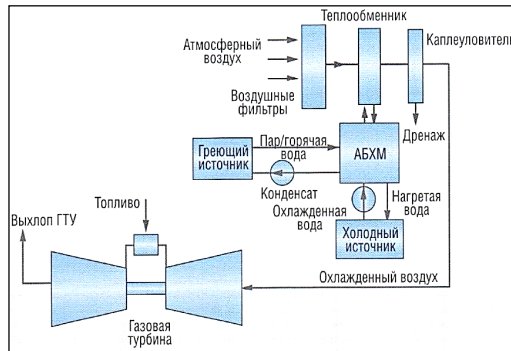 Теплообменник
Атмосферный
воздух
Каплеуловитель
Воздушные
фильтры
Дренаж
Греющий
источник
Пар/горячая
вода
АБХМ
Конденсат
Охлажденная
вода
Нагретая
вода
Холодный
источник
Топливо
Выхлоп ГТУ
Охлажденный воздух
Газовая
турбина